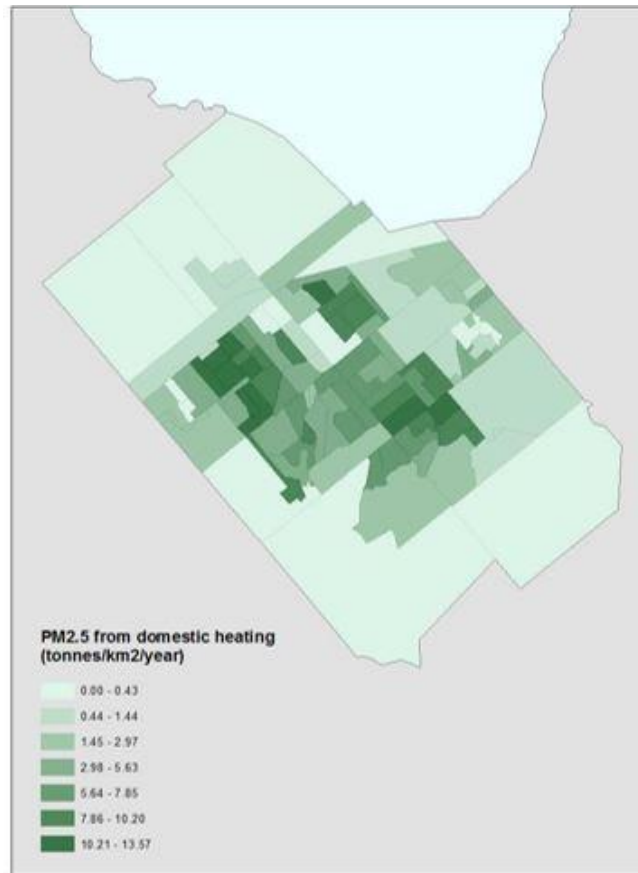 PM2.5 from domestic heating
(tonnes/km2/year)
0.00 - 0.43
0.44 - 1.44
1.45 - 2.97
2.98 - 5.63
5.64 - 7.85
7.86 - 10.20
10.21 - 13.57